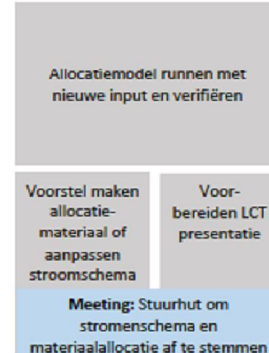 Allocatiemodel runnen met
nieuwe input en verifiëren
Voorstel maken
allocatie-
materiaal of
aanpassen
stroomschema
Voor-
bereiden LCT
presentatie
Meeting: Stuurhut om
stromenschema en
materiaalallocatie af te stemmen